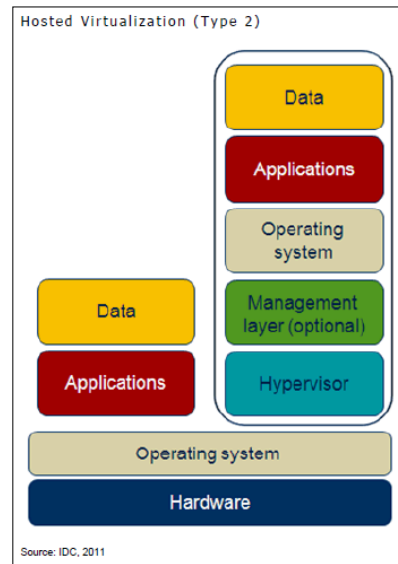 Hosted Virtualization (Type 2)
Data
Applications
Operating
system
Management
layer (optional)
Hypervisor
Data
Applications
Operating system
Hardware
Source: IDC, 2011